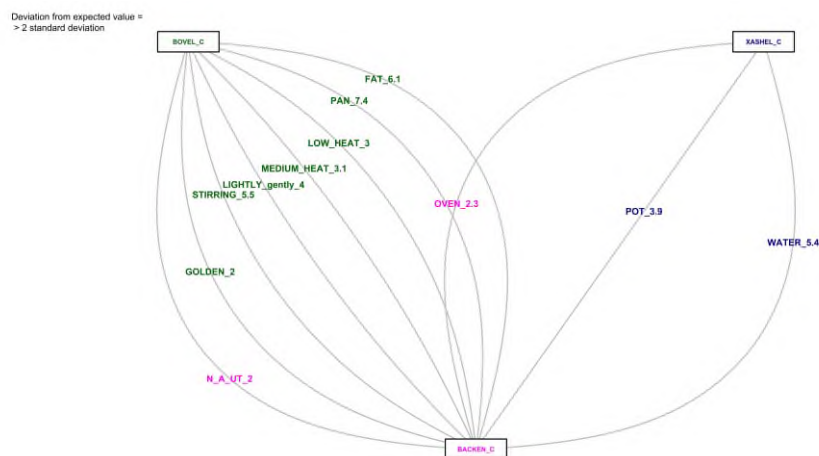 Deviation from expected value =
> 2 standard deviation
BOVEL_C
XASHEL_C
FAT_6.1
PAN_7.4
LOW_HEAT_3
MEDIUM_HEAT_3.1
LIGHTLY_gently_4
STIRRING_5.5
OVEN_2.3
POT_3.9
WATER_5.4
GOLDEN_2
N_A_UT_2
BACKEN_C